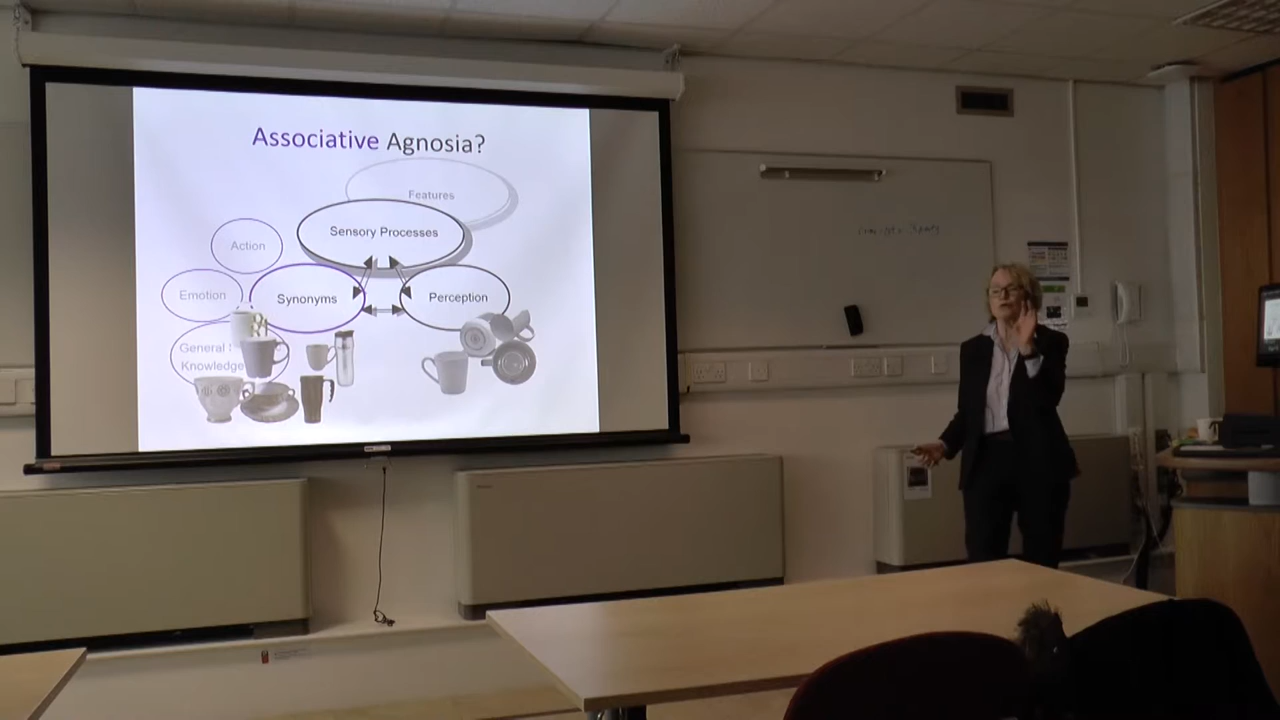 Associative Agnosia?
Features
Sensory Processes
Action
Emotion
Synonyms
Perception
General
Knowledge